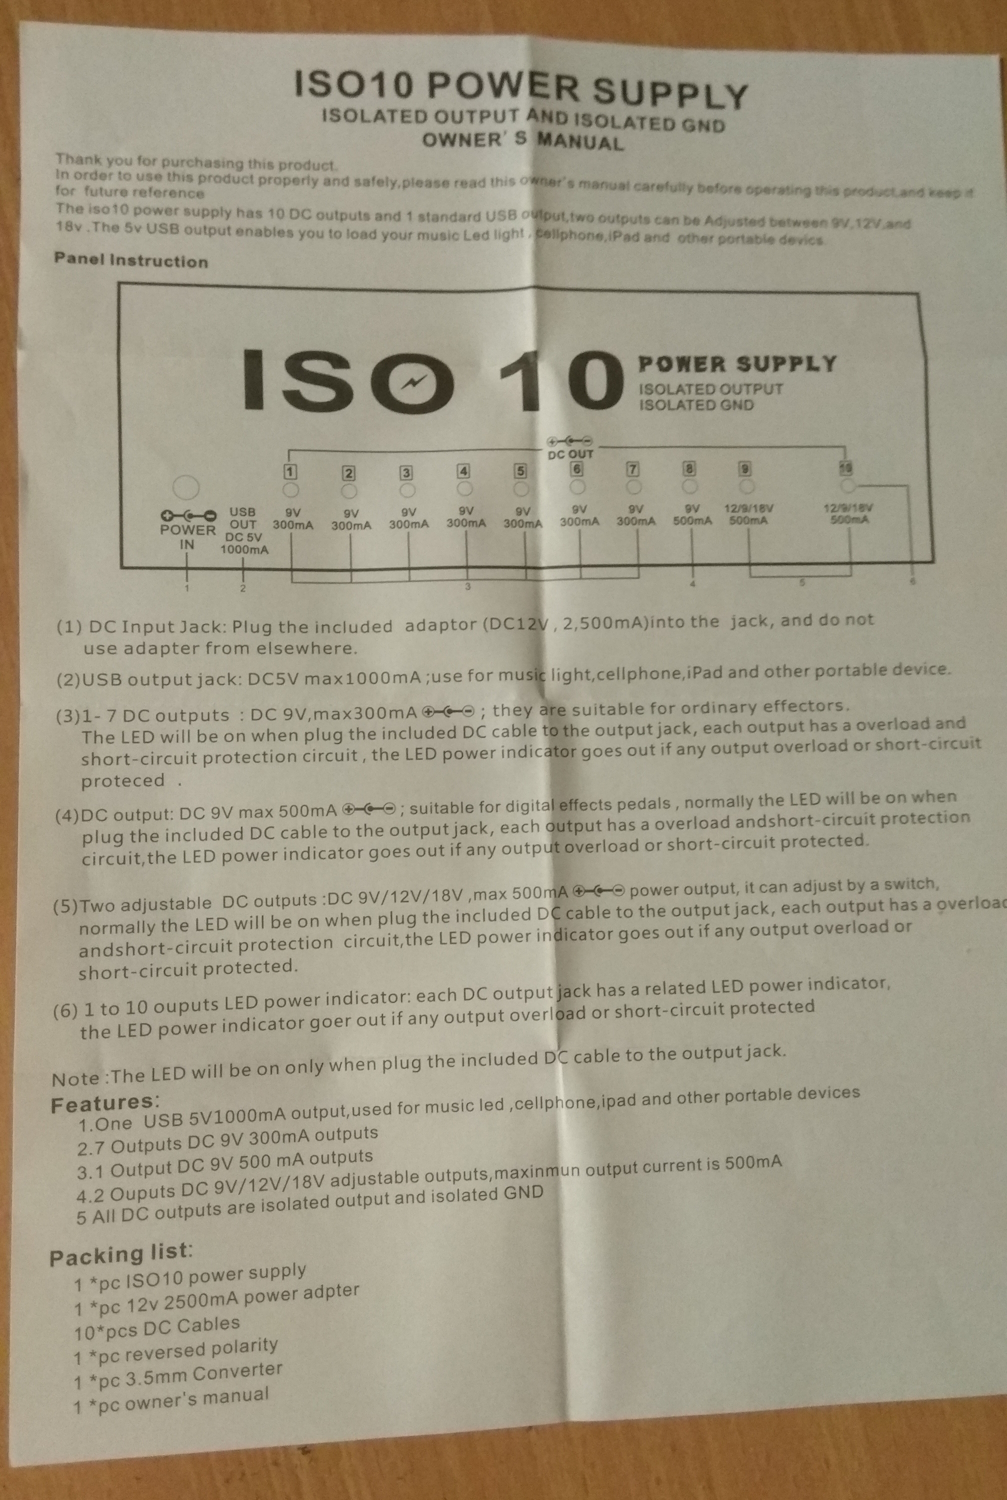 ISO10 POWER SUPPLY
ISOLATED OUTPUT AND ISOLATED GND
OWNER'S MANUAL
Thank you for purchasing this product.
In order to use this product properly and safely,please read this owner's manual carefully before operating this product,and keep it
for future reference
The iso10 power supply has 10 DC outputs and 1 standard USB output,two outputs can be Adjusted between 9V,12V,and
18v .The 5v USB output enables you to load your music Led light , cellphone,iPad and other portable devics
Panel Instruction
ISO 10
POWER SUPPLY
ISOLATED OUTPUT
ISOLATED GND
DC OUT
1 2 3 4 5 6 7 8 9 10
POWER IN
USB OUT DC 5V 1000mA
9V 300mA
9V 300mA
9V 300mA
9V 300mA
9V 300mA
9V 300mA
9V 300mA
9V 500mA
12/9/18V 500mA
12/9/18V 500mA
1 2 3 4 5 6
(1) DC Input Jack: Plug the included adaptor (DC12V , 2,500mA)into the jack, and do not
use adapter from elsewhere.
(2)USB output jack: DC5V max1000mA ;use for music light,cellphone,iPad and other portable device.
(3)1- 7 DC outputs : DC 9V,max300mA ; they are suitable for ordinary effectors.
The LED will be on when plug the included DC cable to the output jack, each output has a overload and
short-circuit protection circuit , the LED power indicator goes out if any output overload or short-circuit
proteced .
(4)DC output: DC 9V max 500mA ; suitable for digital effects pedals , normally the LED will be on when
plug the included DC cable to the output jack, each output has a overload andshort-circuit protection
circuit,the LED power indicator goes out if any output overload or short-circuit protected.
(5)Two adjustable DC outputs :DC 9V/12V/18V ,max 500mA power output, it can adjust by a switch,
normally the LED will be on when plug the included DC cable to the output jack, each output has a overload
andshort-circuit protection circuit,the LED power indicator goes out if any output overload or
short-circuit protected.
(6) 1 to 10 ouputs LED power indicator: each DC output jack has a related LED power indicator,
the LED power indicator goer out if any output overload or short-circuit protected
Note :The LED will be on only when plug the included DC cable to the output jack.
Features:
1.One USB 5V1000mA output,used for music led ,cellphone,ipad and other portable devices
2.7 Outputs DC 9V 300mA outputs
3.1 Output DC 9V 500 mA outputs
4.2 Ouputs DC 9V/12V/18V adjustable outputs,maxinmun output current is 500mA
5 All DC outputs are isolated output and isolated GND
Packing list:
1 *pc ISO10 power supply
1 *pc 12v 2500mA power adpter
10*pcs DC Cables
1 *pc reversed polarity
1 *pc 3.5mm Converter
1 *pc owner's manual